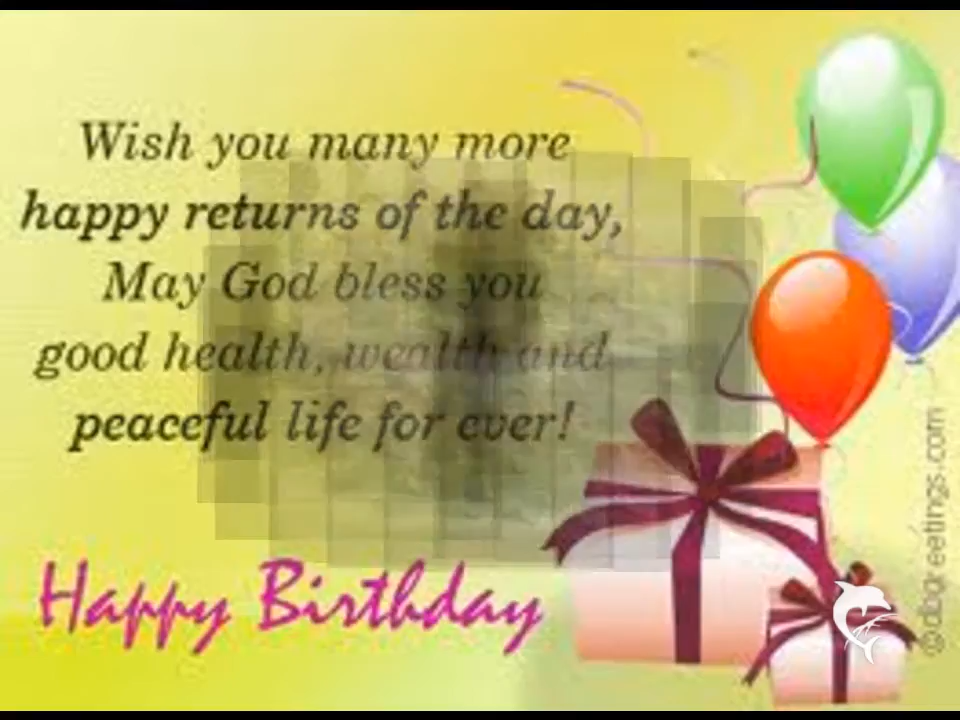 Wish you many more
happy returns of the day,
May God bless you
good health, wealth and
peaceful life for ever!
Happy Birthday
@dbgreetings.com